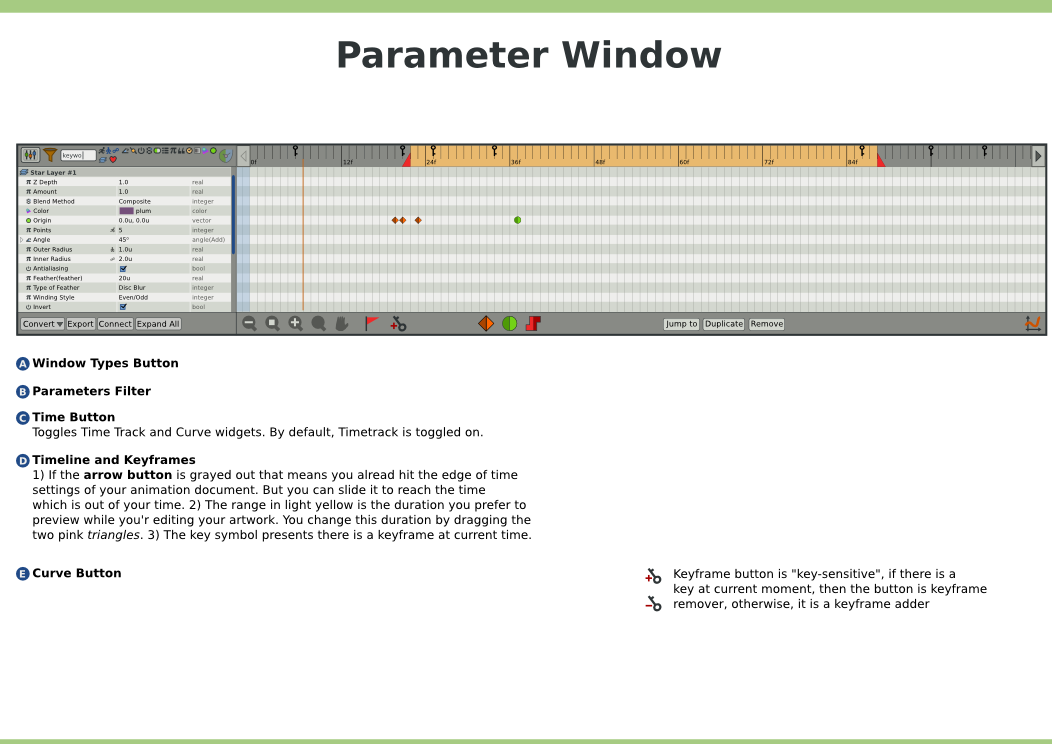 Parameter Window
keywo
0f 12f 24f 36f 48f 60f 72f 84f
Star Layer #1
Z Depth 1.0 real
Amount 1.0 real
Blend Method Composite integer
Color plum color
Origin 0.0u, 0.0u vector
Points 5 integer
Angle 45° angle(Add)
Outer Radius 1.0u real
Inner Radius 2.0u real
Antialiasing bool
Feather(feather) 20u real
Type of Feather Disc Blur integer
Winding Style Even/Odd integer
Invert bool
Convert Export Connect Expand All Jump to Duplicate Remove
A Window Types Button
B Parameters Filter
C Time Button
Toggles Time Track and Curve widgets. By default, Timetrack is toggled on.
D Timeline and Keyframes
1) If the arrow button is grayed out that means you alread hit the edge of time
settings of your animation document. But you can slide it to reach the time
which is out of your time. 2) The range in light yellow is the duration you prefer to
preview while you'r editing your artwork. You change this duration by dragging the
two pink triangles. 3) The key symbol presents there is a keyframe at current time.
E Curve Button
Keyframe button is "key-sensitive", if there is a
key at current moment, then the button is keyframe
remover, otherwise, it is a keyframe adder